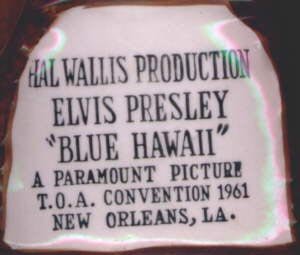 HAL WALLIS PRODUCTION
ELVIS PRESLEY
"BLUE HAWAII"
A PARAMOUNT PICTURE
T.O.A. CONVENTION 1961
NEW ORLEANS, LA.